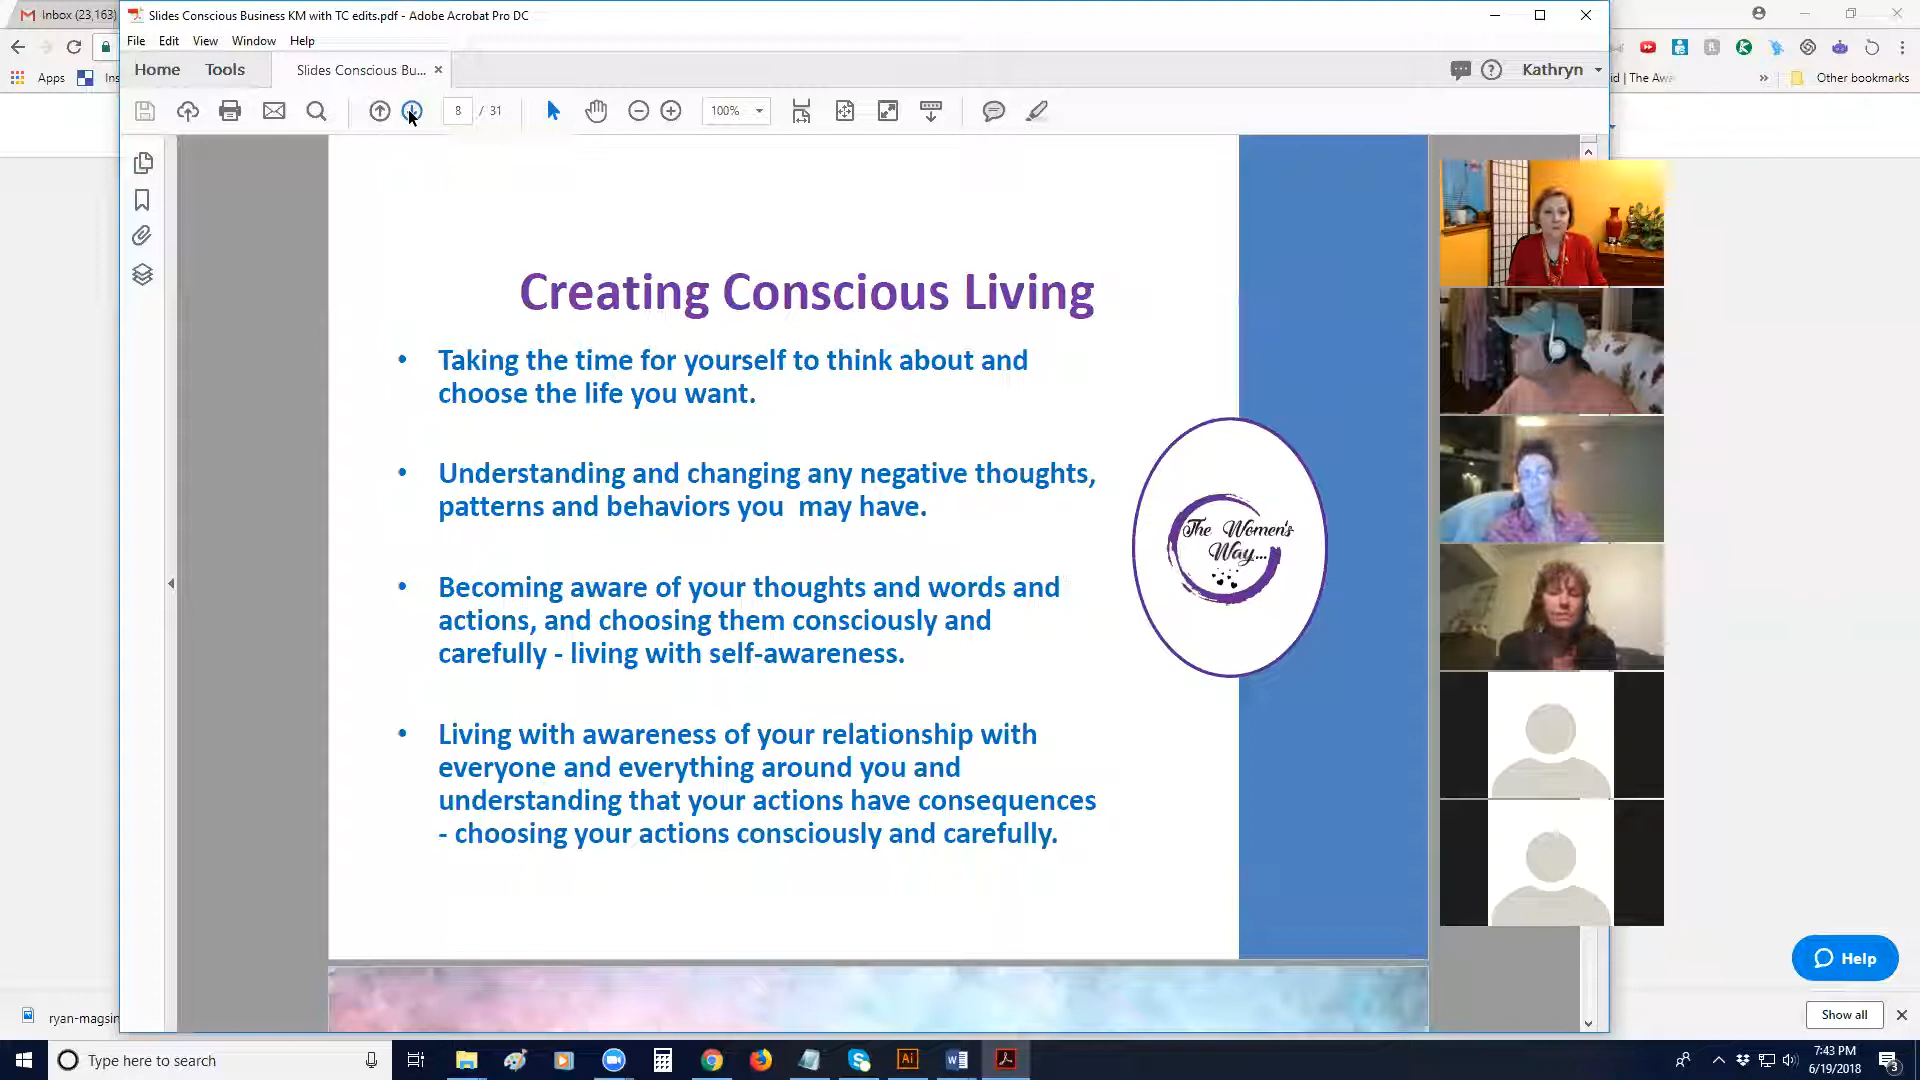 Inbox (23,163)
Slides Conscious Business KM with TC edits.pdf - Adobe Acrobat Pro DC
File Edit View Window Help
Home Tools Slides Conscious Bu... Kathryn
Apps
Other bookmarks
8 / 31 100%
Creating Conscious Living
• Taking the time for yourself to think about and
choose the life you want.
• Understanding and changing any negative thoughts,
patterns and behaviors you  may have.
• Becoming aware of your thoughts and words and
actions, and choosing them consciously and
carefully - living with self-awareness.
• Living with awareness of your relationship with
everyone and everything around you and
understanding that your actions have consequences
- choosing your actions consciously and carefully.
The Women's
Way...
Help
ryan-magsin
Show all
Type here to search
7:43 PM
6/19/2018
3